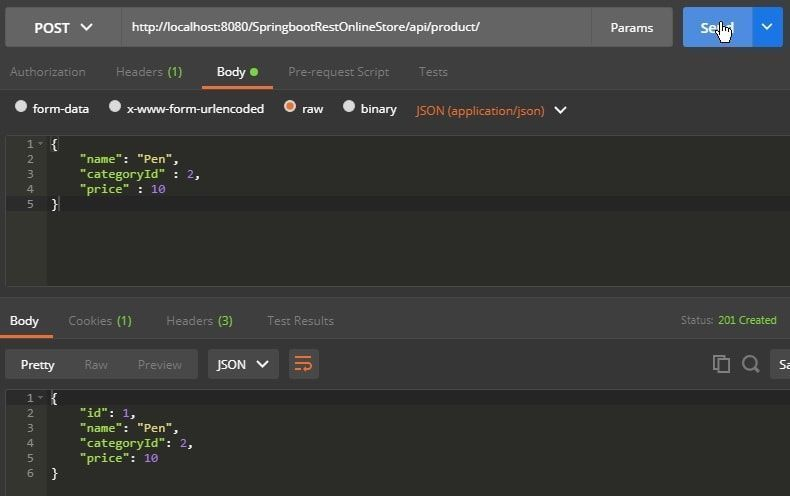 POST http://localhost:8080/SpringbootRestOnlineStore/api/product/ Params Send
Authorization Headers (1) Body Pre-request Script Tests
form-data x-www-form-urlencoded raw binary JSON (application/json)
1 {
2 "name": "Pen",
3 "categoryId" : 2,
4 "price" : 10
5 }
Body Cookies (1) Headers (3) Test Results Status: 201 Created
Pretty Raw Preview JSON Sa
1 {
2 "id": 1,
3 "name": "Pen",
4 "categoryId": 2,
5 "price": 10
6 }